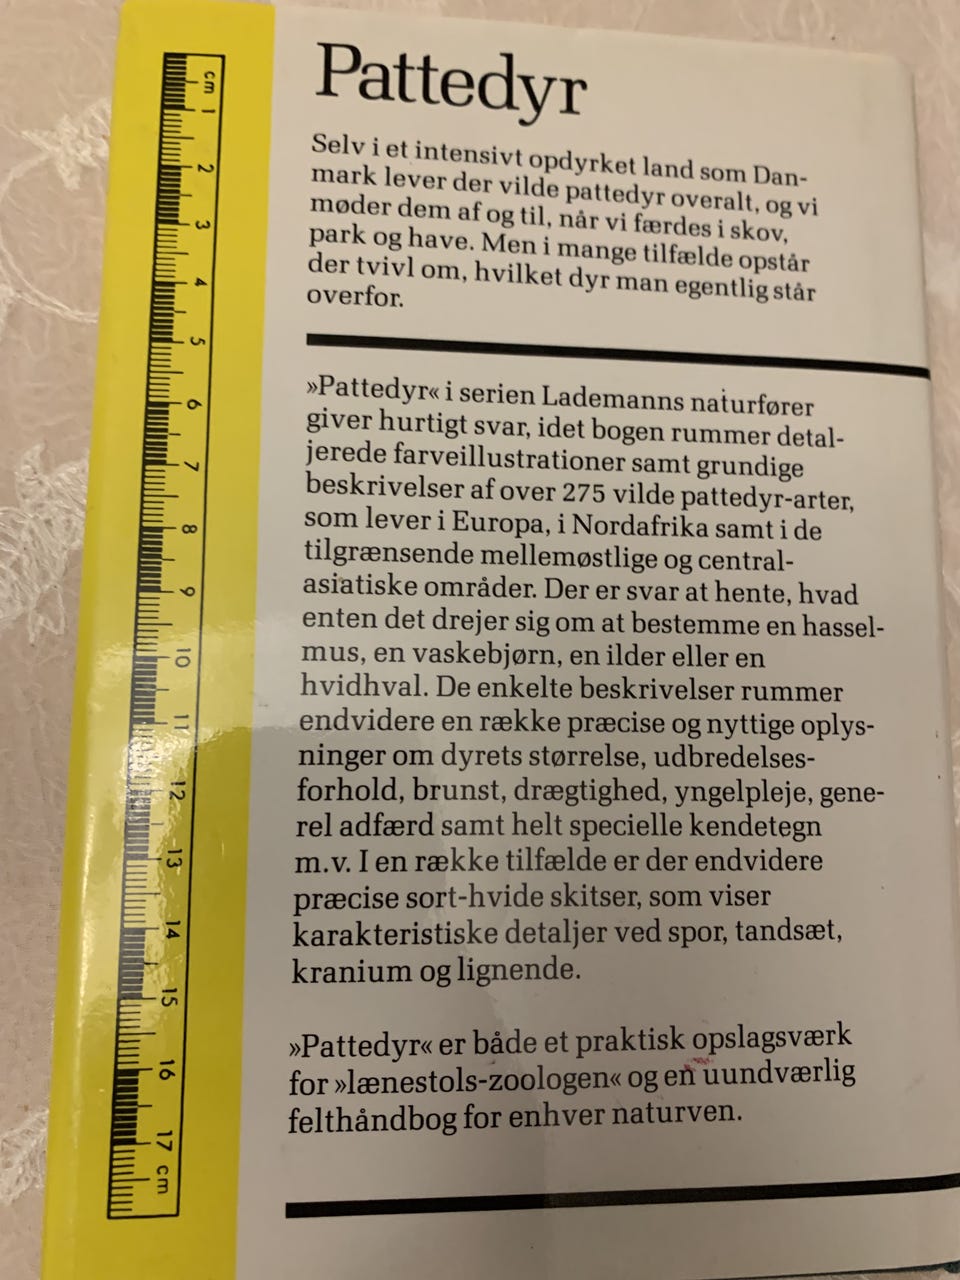 Pattedyr
Selv i et intensivt opdyrket land som Dan-
mark lever der vilde pattedyr overalt, og vi
møder dem af og til, når vi færdes i skov,
park og have. Men i mange tilfælde opstår
der tvivl om, hvilket dyr man egentlig står
overfor.
»Pattedyr« i serien Lademanns naturfører
giver hurtigt svar, idet bogen rummer detal-
jerede farveillustrationer samt grundige
beskrivelser af over 275 vilde pattedyr-arter,
som lever i Europa, i Nordafrika samt i de
tilgrænsende mellemøstlige og central-
asiatiske områder. Der er svar at hente, hvad
enten det drejer sig om at bestemme en hassel-
mus, en vaskebjørn, en ilder eller en
hvidhval. De enkelte beskrivelser rummer
endvidere en række præcise og nyttige oplys-
ninger om dyrets størrelse, udbredelses-
forhold, brunst, drægtighed, yngelpleje, gene-
rel adfærd samt helt specielle kendetegn
m.v. I en række tilfælde er der endvidere
præcise sort-hvide skitser, som viser
karakteristiske detaljer ved spor, tandsæt,
kranium og lignende.
»Pattedyr« er både et praktisk opslagsværk
for »lænestols-zoologen« og en uundværlig
felthåndbog for enhver naturven.
cm 1 2 3 4 5 6 7 8 9 10 11 12 13 14 15 16 17 cm